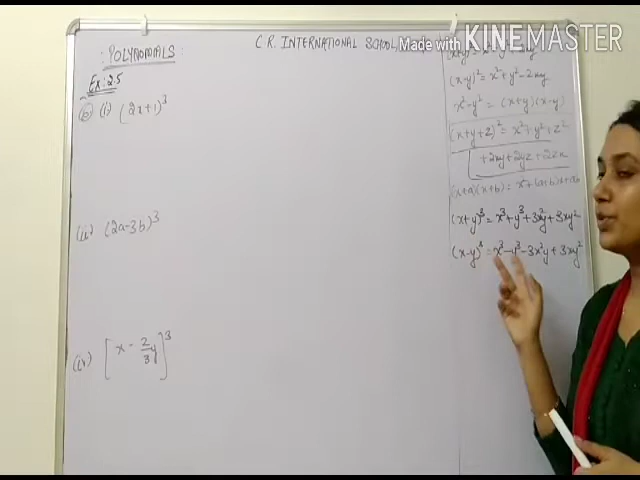 POLYNOMIALS
C.R. INTERNATIONAL SCHOOL,
Made with KINEMASTER
Ex: 2.5
⑥ (i) (2x+1)³
(ii) (2a-3b)³
(iv) [x - 2/3 y]³
(x-y)² = x²+y²-2xy
x²-y² = (x+y)(x-y)
(x+y+z)² = x²+y²+z²
+2xy+2yz+2zx
(x+a)(x+b) = x²+(a+b)x+ab
(x+y)³ = x³+y³+3x²y+3xy²
(x-y)³ = x³-y³-3x²y+3xy²